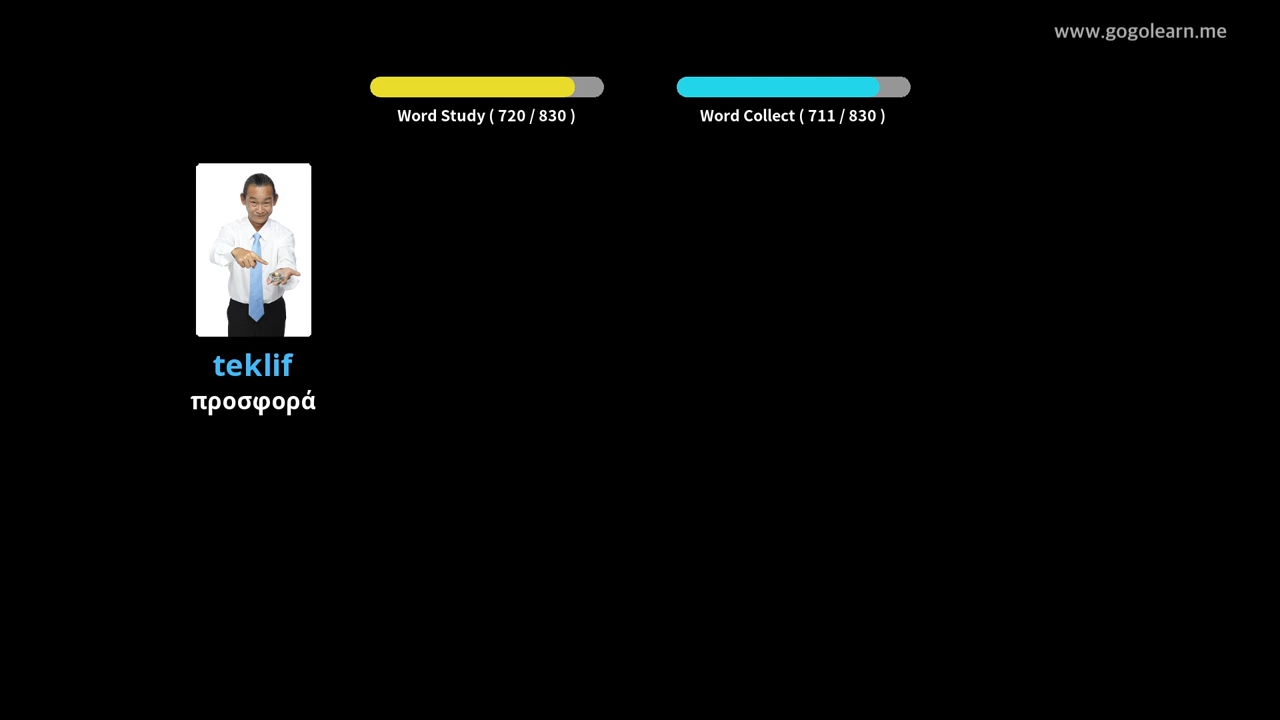 www.gogolearn.me
Word Study ( 720 / 830 )
Word Collect ( 711 / 830 )
teklif
προσφορά